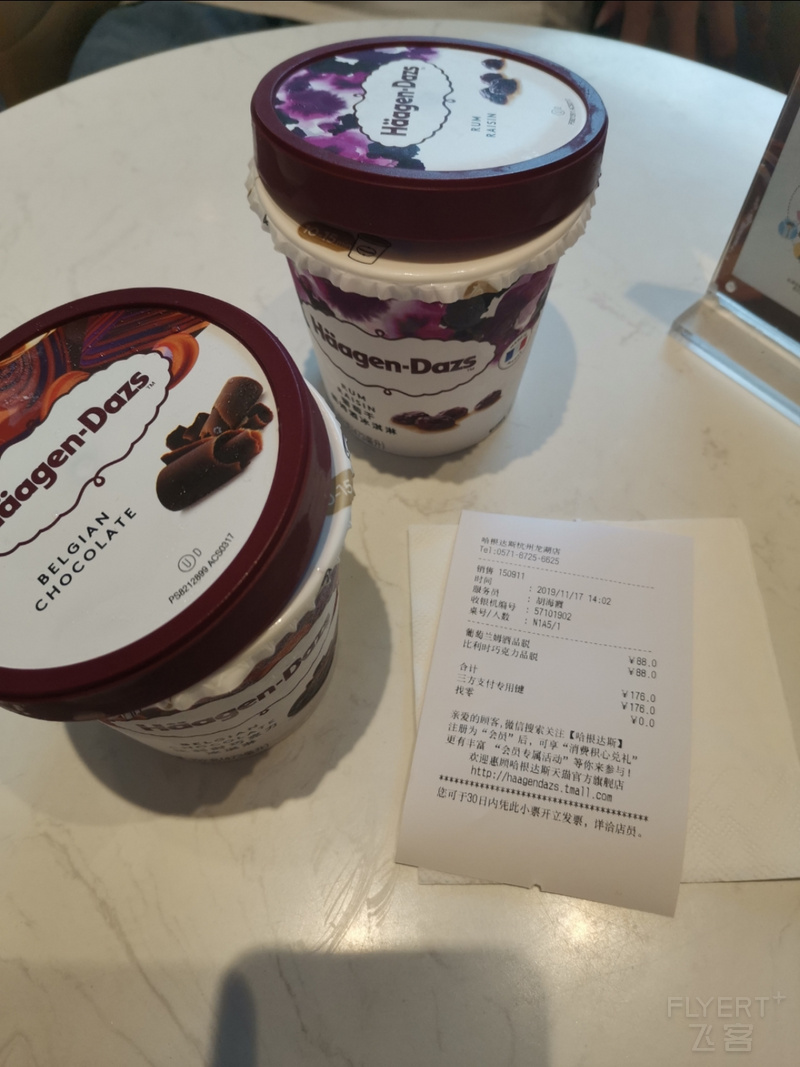 Häagen-Dazs
RUM
RAISIN
Häagen-Dazs
RUM
RAISIN
Häagen-Dazs
BELGIAN
CHOCOLATE
U D
PS8212899 ACS0317
Häagen-Dazs
BELGIAN
哈根达斯杭州龙湖店
Tel:0571-8725-6625
销售 150911
时间 : 2019/11/17 14:02
服务员 : 胡海霞
收银机编号 : 57101902
桌号/人数 : N1A5/1
葡萄兰姆酒品脱 ¥88.0
比利时巧克力品脱 ¥88.0
合计 ¥176.0
三方支付专用键 ¥176.0
找零 ¥0.0
亲爱的顾客,微信搜索关注【哈根达斯】
注册为“会员”后，可享“消费积心兑礼”
更有丰富 “会员专属活动”等你来参与!
欢迎惠顾哈根达斯天猫官方旗舰店
http://haagendazs.tmall.com
****************************************
您可于30日内凭此小票开立发票，详洽店员。
FLYERT+
飞客